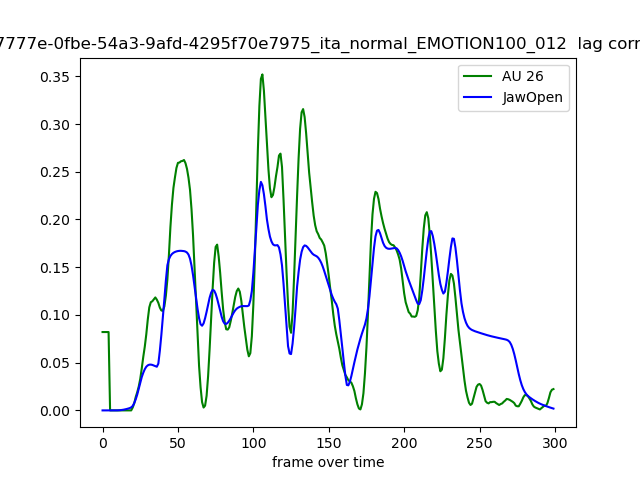 7777e-0fbe-54a3-9afd-4295f70e7975_ita_normal_EMOTION100_012 lag corr
AU 26
JawOpen
0.35
0.30
0.25
0.20
0.15
0.10
0.05
0.00
0 50 100 150 200 250 300
frame over time